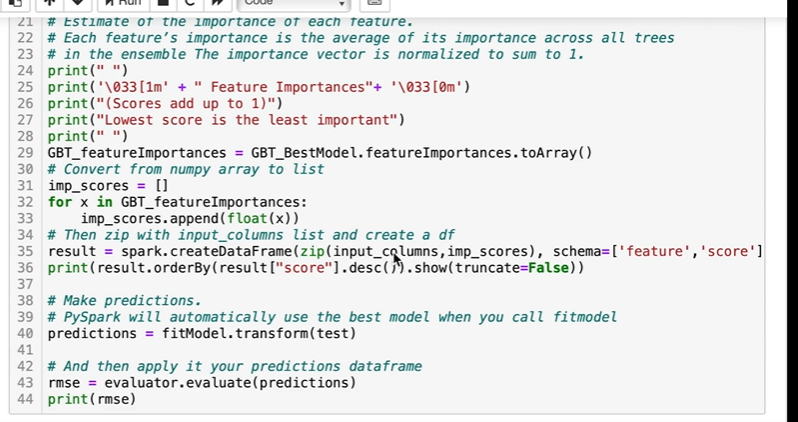 Run
Code
21 # Estimate of the importance of each feature.
22 # Each feature’s importance is the average of its importance across all trees
23 # in the ensemble The importance vector is normalized to sum to 1.
24 print(" ")
25 print('\033[1m' + " Feature Importances"+ '\033[0m')
26 print("(Scores add up to 1)")
27 print("Lowest score is the least important")
28 print(" ")
29 GBT_featureImportances = GBT_BestModel.featureImportances.toArray()
30 # Convert from numpy array to list
31 imp_scores = []
32 for x in GBT_featureImportances:
33     imp_scores.append(float(x))
34 # Then zip with input_columns list and create a df
35 result = spark.createDataFrame(zip(input_columns,imp_scores), schema=['feature','score']
36 print(result.orderBy(result["score"].desc()).show(truncate=False))
37
38 # Make predictions.
39 # PySpark will automatically use the best model when you call fitmodel
40 predictions = fitModel.transform(test)
41
42 # And then apply it your predictions dataframe
43 rmse = evaluator.evaluate(predictions)
44 print(rmse)